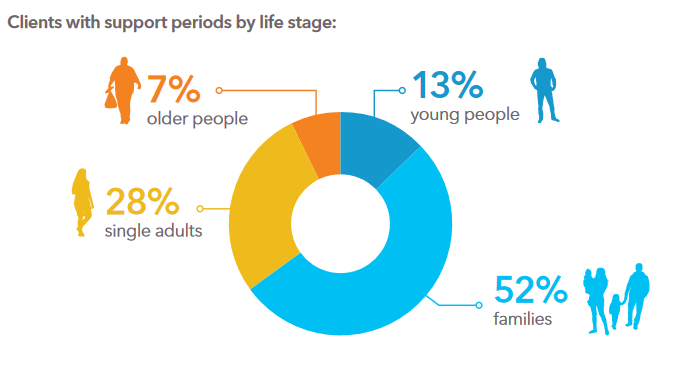 Clients with support periods by life stage:
7%
older people
13%
young people
28%
single adults
52%
families